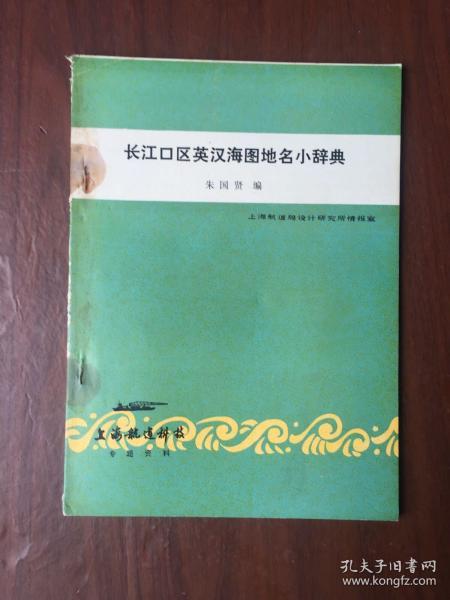 长江口区英汉海图地名小辞典
朱国贤 编
上海航道局设计研究所情报室
上海航道科技
专题资料
孔夫子旧书网
www.kongfz.com